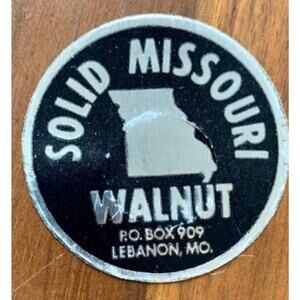 SOLID MISSOURI
WALNUT
P.O. BOX 909
LEBANON, MO.